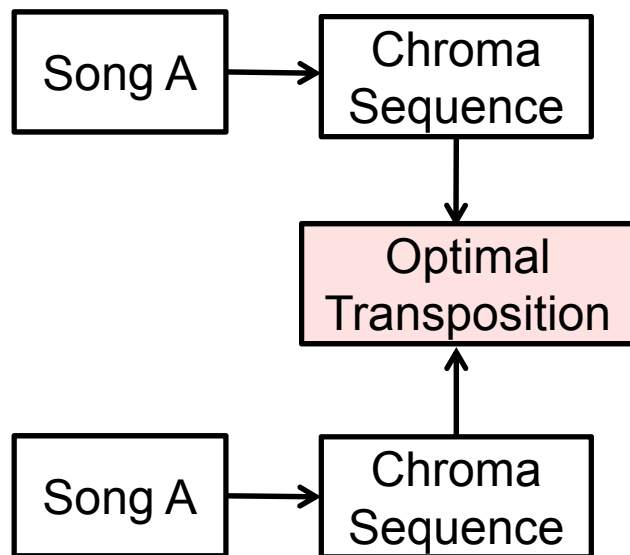 Song A
Chroma
Sequence
Optimal
Transposition
Song A
Chroma
Sequence